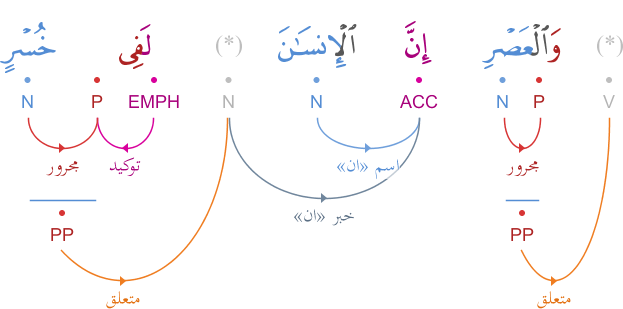 (*) وَٱلْعَصْرِ إِنَّ ٱلْإِنسَـٰنَ (*) لَفِى خُسْرٍ
V P N ACC N N EMPH P N
مجرور اسم «ان» توكيد مجرور
خبر «ان»
PP PP
متعلق متعلق